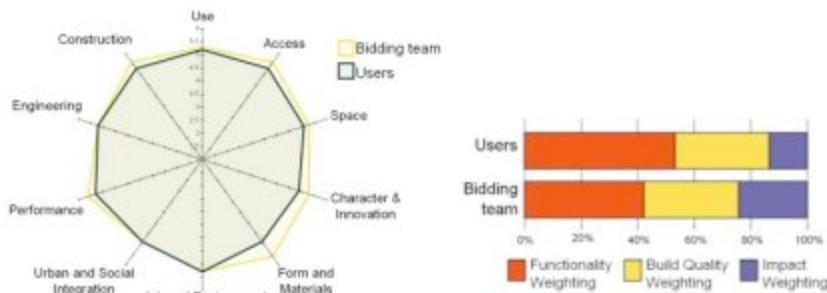 Use
Construction
Access
Bidding team
Users
Engineering
Space
Performance
Character &
Innovation
Urban and Social
Integration
Form and
Materials
Users
Bidding
team
0%
20%
40%
60%
80%
100%
Functionality
Weighting
Build Quality
Weighting
Impact
Weighting